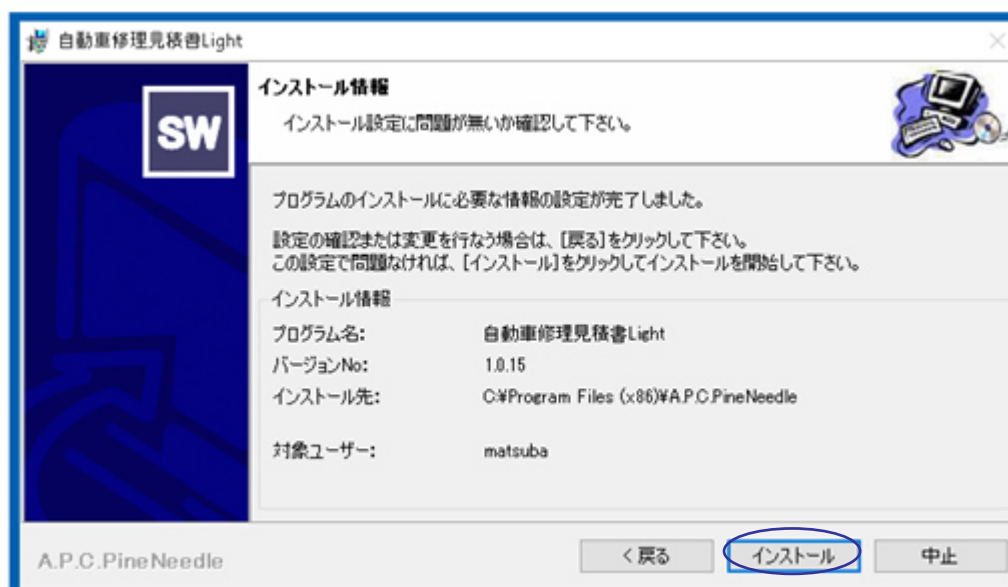 自動車修理見積書Light
SW
インストール情報
インストール設定に問題が無いか確認して下さい。
プログラムのインストールに必要な情報の設定が完了しました。
設定の確認または変更を行なう場合は、[戻る]をクリックして下さい。
この設定で問題なければ、[インストール]をクリックしてインストールを開始して下さい。
インストール情報
プログラム名: 自動車修理見積書Light
バージョンNo: 1.0.15
インストール先: C:¥Program Files (x86)¥A.P.C.PineNeedle
対象ユーザー: matsuba
A.P.C.PineNeedle
< 戻る インストール 中止